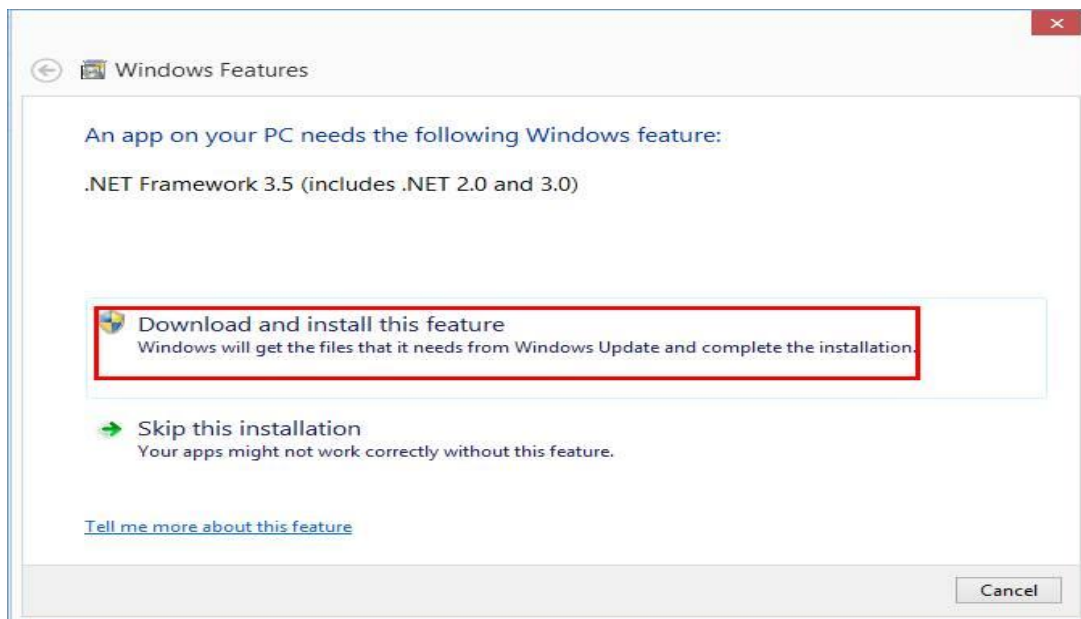 Windows Features
An app on your PC needs the following Windows feature:
.NET Framework 3.5 (includes .NET 2.0 and 3.0)
Download and install this feature
Windows will get the files that it needs from Windows Update and complete the installation.
Skip this installation
Your apps might not work correctly without this feature.
Tell me more about this feature
Cancel